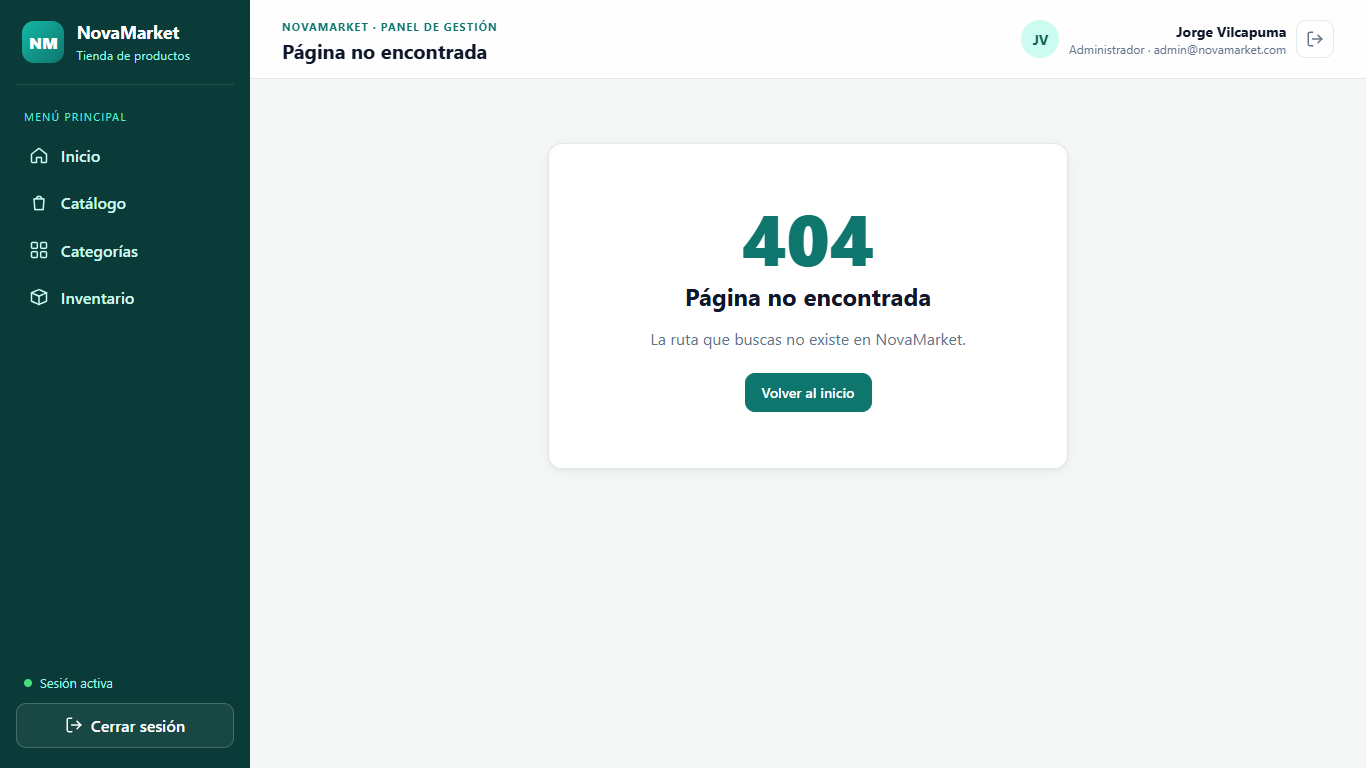 NM
NovaMarket
Tienda de productos
MENÚ PRINCIPAL
Inicio
Catálogo
Categorías
Inventario
Sesión activa
Cerrar sesión
NOVAMARKET · PANEL DE GESTIÓN
Página no encontrada
JV
Jorge Vilcapuma
Administrador · admin@novamarket.com
404
Página no encontrada
La ruta que buscas no existe en NovaMarket.
Volver al inicio